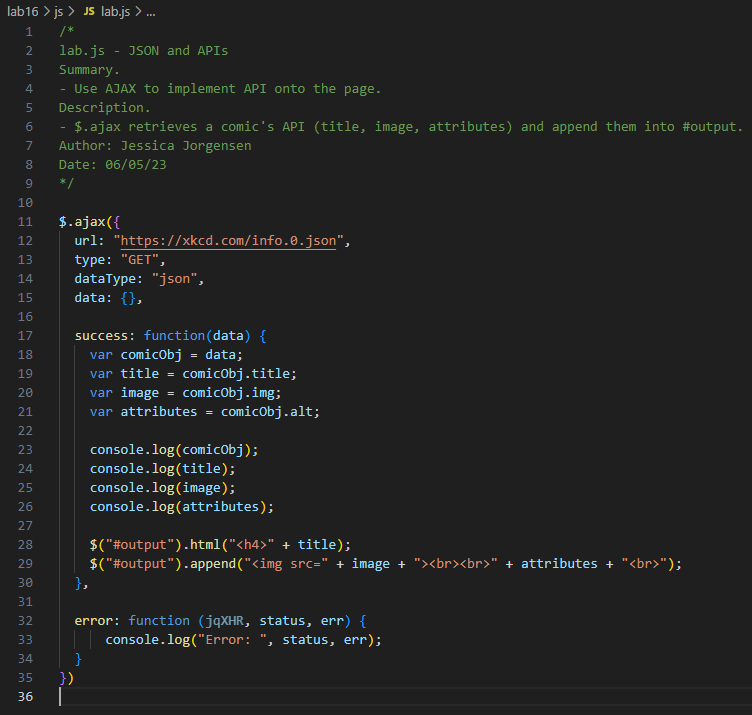 lab16 > js > JS lab.js > ...
1 /*
2 lab.js - JSON and APIs
3 Summary.
4 - Use AJAX to implement API onto the page.
5 Description.
6 - $.ajax retrieves a comic's API (title, image, attributes) and append them into #output.
7 Author: Jessica Jorgensen
8 Date: 06/05/23
9 */
10
11 $.ajax({
12   url: "https://xkcd.com/info.0.json",
13   type: "GET",
14   dataType: "json",
15   data: {},
16
17   success: function(data) {
18     var comicObj = data;
19     var title = comicObj.title;
20     var image = comicObj.img;
21     var attributes = comicObj.alt;
22
23     console.log(comicObj);
24     console.log(title);
25     console.log(image);
26     console.log(attributes);
27
28     $("#output").html("<h4>" + title);
29     $("#output").append("<img src=" + image + "><br><br>" + attributes + "<br>");
30   },
31
32   error: function (jqXHR, status, err) {
33       console.log("Error: ", status, err);
34   }
35 })
36